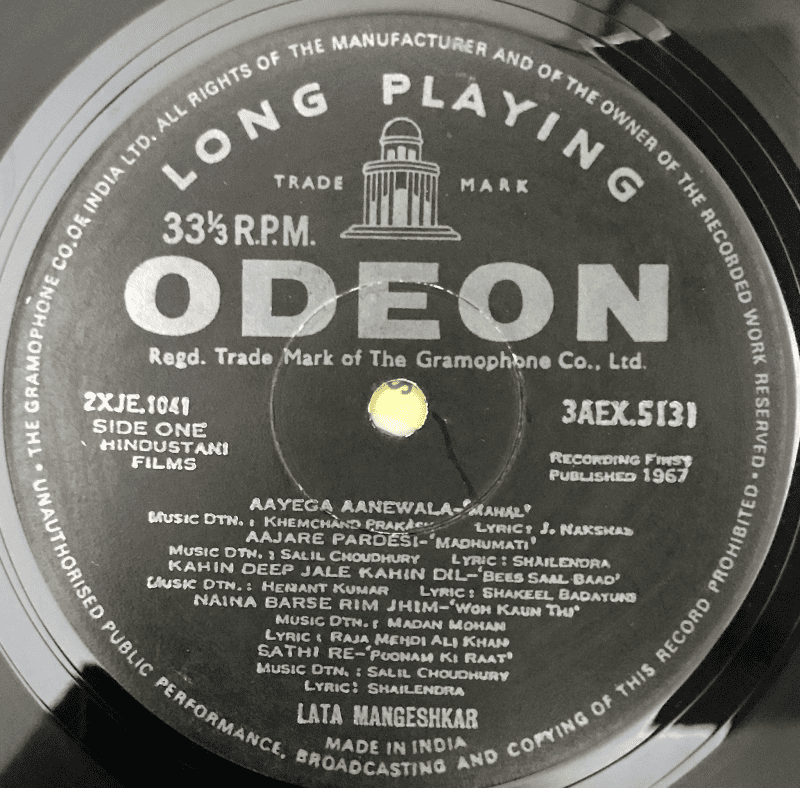 • THE GRAMOPHONE CO. OF INDIA LTD. ALL RIGHTS OF THE MANUFACTURER AND OF THE OWNER OF THE RECORDED WORK RESERVED •
UNAUTHORISED PUBLIC PERFORMANCE, BROADCASTING AND COPYING OF THIS RECORD PROHIBITED
LONG PLAYING
TRADE MARK
33⅓ R.P.M.
ODEON
Regd. Trade Mark of The Gramophone Co., Ltd.
2XJE.1041
3AEX.5131
SIDE ONE
HINDUSTANI
FILMS
RECORDING FIRST
PUBLISHED 1967
AAYEGA AANEWALA-'MAHAL'
MUSIC DTN. : KHEMCHAND PRAKASH LYRIC: J. NAKSHAB
AAJARE PARDESI-'MADHUMATI'
MUSIC DTN. : SALIL CHOUDHURY LYRIC: SHAILENDRA
KAHIN DEEP JALE KAHIN DIL-'BEES SAAL BAAD'
MUSIC DTN. : HEMANT KUMAR LYRIC: SHAKEEL BADAYUNI
NAINA BARSE RIM JHIM-'WOH KAUN THI'
MUSIC DTN. : MADAN MOHAN
LYRIC : RAJA MEHDI ALI KHAN
SATHI RE-'POONAM KI RAAT'
MUSIC DTN. : SALIL CHOUDHURY
LYRIC: SHAILENDRA
LATA MANGESHKAR
MADE IN INDIA